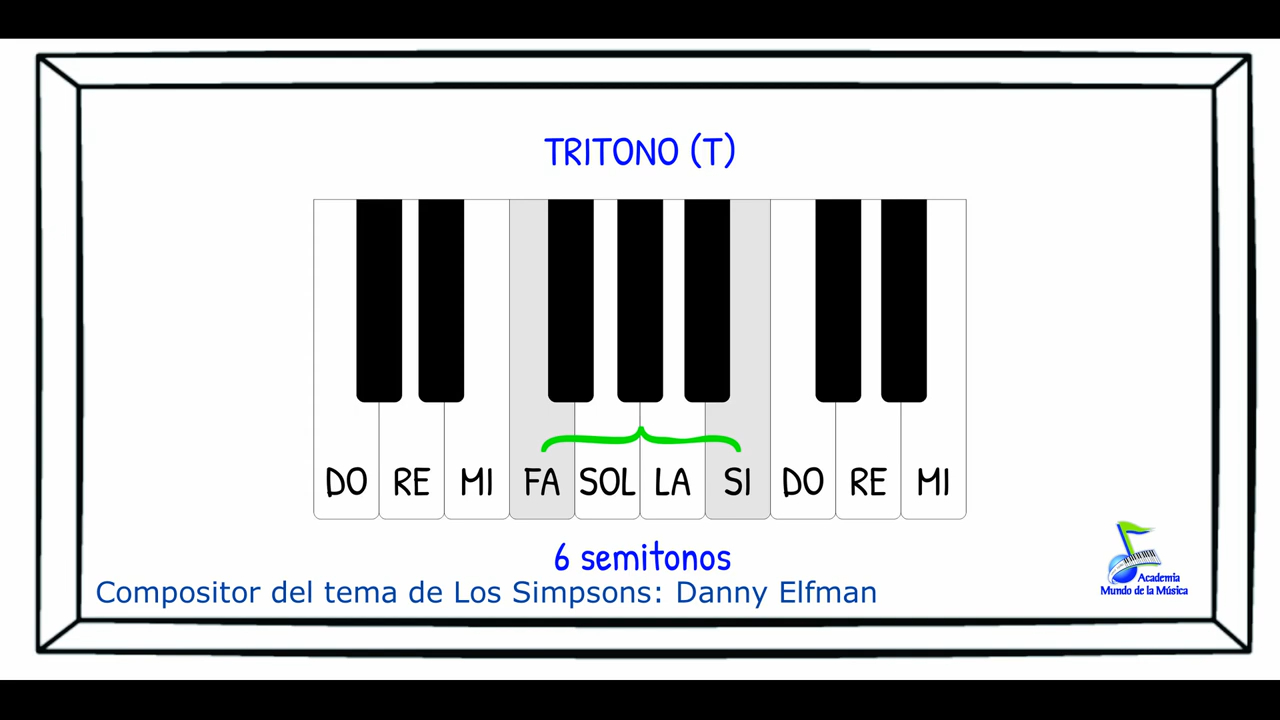 TRITONO (T)
DO RE MI FA SOL LA SI DO RE MI
6 semitonos
Compositor del tema de Los Simpsons: Danny Elfman
Academia
Mundo de la Música